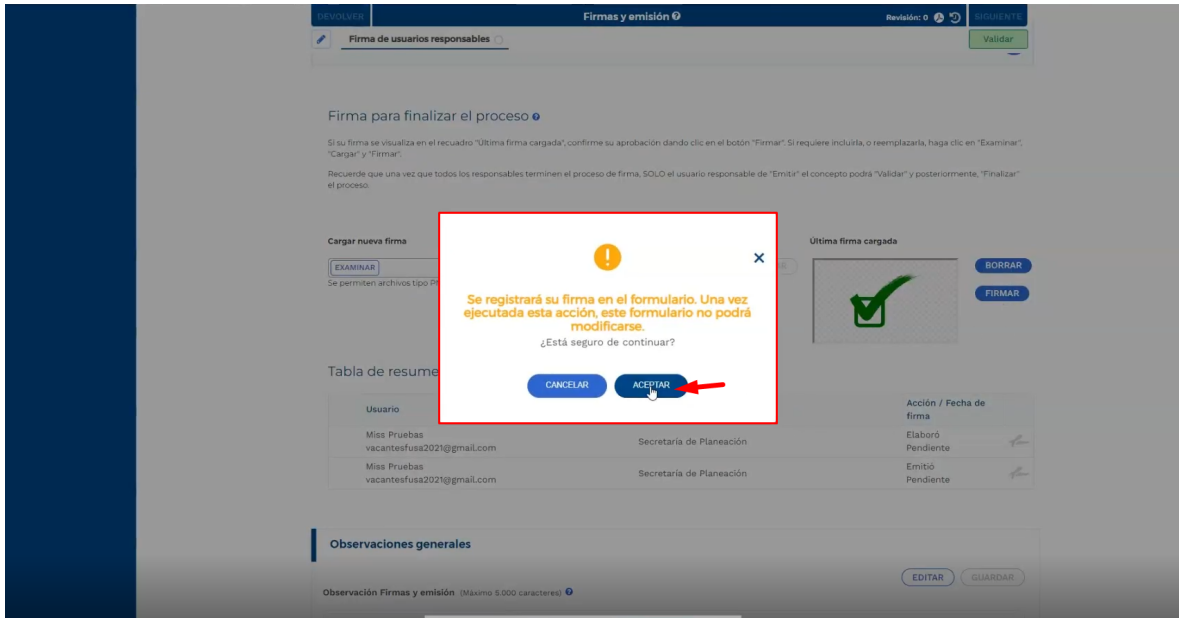 DEVOLVER
Firmas y emisión
Revisión: 0
SIGUIENTE
Firma de usuarios responsables
Validar
Firma para finalizar el proceso
Si su firma se visualiza en el recuadro "Última firma cargada", confirme su aprobación dando clic en el botón "Firmar". Si requiere incluirla, o reemplazarla, haga clic en "Examinar",
"Cargar" y "Firmar".
Recuerde que una vez que todos los responsables terminen el proceso de firma, SOLO el usuario responsable de "Emitir" el concepto podrá "Validar" y posteriormente, "Finalizar"
el proceso.
Cargar nueva firma
Última firma cargada
EXAMINAR
BORRAR
Se permiten archivos tipo
FIRMAR
Se registrará su firma en el formulario. Una vez
ejecutada esta acción, este formulario no podrá
modificarse.
¿Está seguro de continuar?
CANCELAR
ACEPTAR
Tabla de resume
Usuario
Acción / Fecha de
firma
Miss Pruebas
vacantesfusa2021@gmail.com
Secretaría de Planeación
Elaboró
Pendiente
Miss Pruebas
vacantesfusa2021@gmail.com
Secretaría de Planeación
Emitió
Pendiente
Observaciones generales
EDITAR
GUARDAR
Observación Firmas y emisión (Máximo 5.000 caracteres)